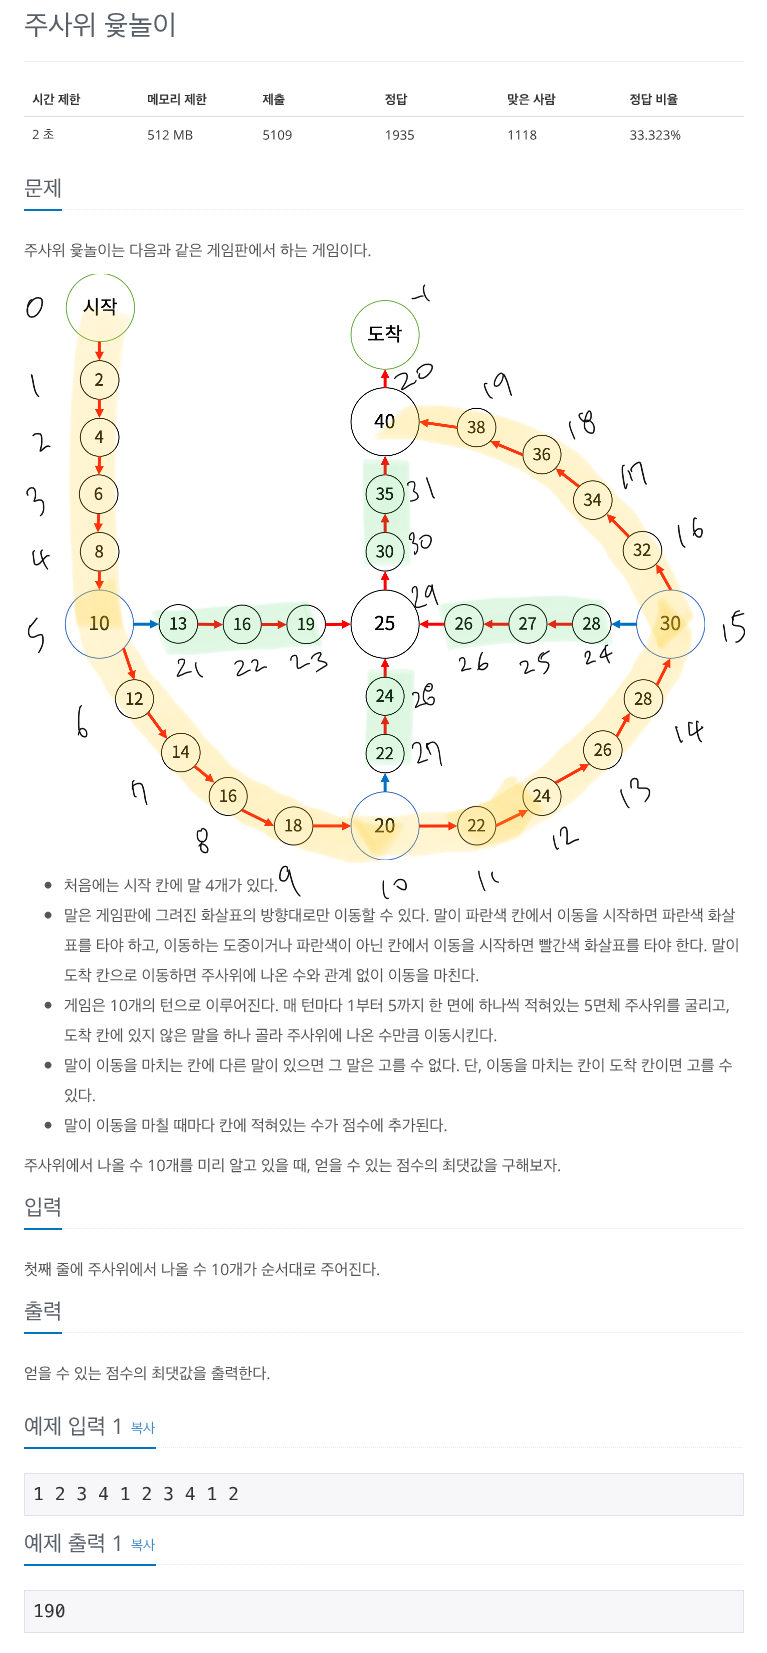 주사위 윷놀이
시간 제한 메모리 제한 제출 정답 맞은 사람 정답 비율
2 초 512 MB 5109 1935 1118 33.323%
문제
주사위 윷놀이는 다음과 같은 게임판에서 하는 게임이다.
0 시작 도착 -1
1 2 40 20 38 19
2 4 36 18
3 6 35 31 34 17
4 8 30 30 32 16
5 10 13 16 19 25 29 26 27 28 30 15
21 22 23 26 25 24
6 12 24 28 28 14
7 14 22 27 26 13
8 16 24 12
9 18 20 10 22 11
처음에는 시작 칸에 말 4개가 있다.
말은 게임판에 그려진 화살표의 방향대로만 이동할 수 있다. 말이 파란색 칸에서 이동을 시작하면 파란색 화살
표를 타야 하고, 이동하는 도중이거나 파란색이 아닌 칸에서 이동을 시작하면 빨간색 화살표를 타야 한다. 말이
도착 칸으로 이동하면 주사위에 나온 수와 관계 없이 이동을 마친다.
게임은 10개의 턴으로 이루어진다. 매 턴마다 1부터 5까지 한 면에 하나씩 적혀있는 5면체 주사위를 굴리고,
도착 칸에 있지 않은 말을 하나 골라 주사위에 나온 수만큼 이동시킨다.
말이 이동을 마치는 칸에 다른 말이 있으면 그 말은 고를 수 없다. 단, 이동을 마치는 칸이 도착 칸이면 고를 수
있다.
말이 이동을 마칠 때마다 칸에 적혀있는 수가 점수에 추가된다.
주사위에서 나올 수 10개를 미리 알고 있을 때, 얻을 수 있는 점수의 최댓값을 구해보자.
입력
첫째 줄에 주사위에서 나올 수 10개가 순서대로 주어진다.
출력
얻을 수 있는 점수의 최댓값을 출력한다.
예제 입력 1 복사
1 2 3 4 1 2 3 4 1 2
예제 출력 1 복사
190